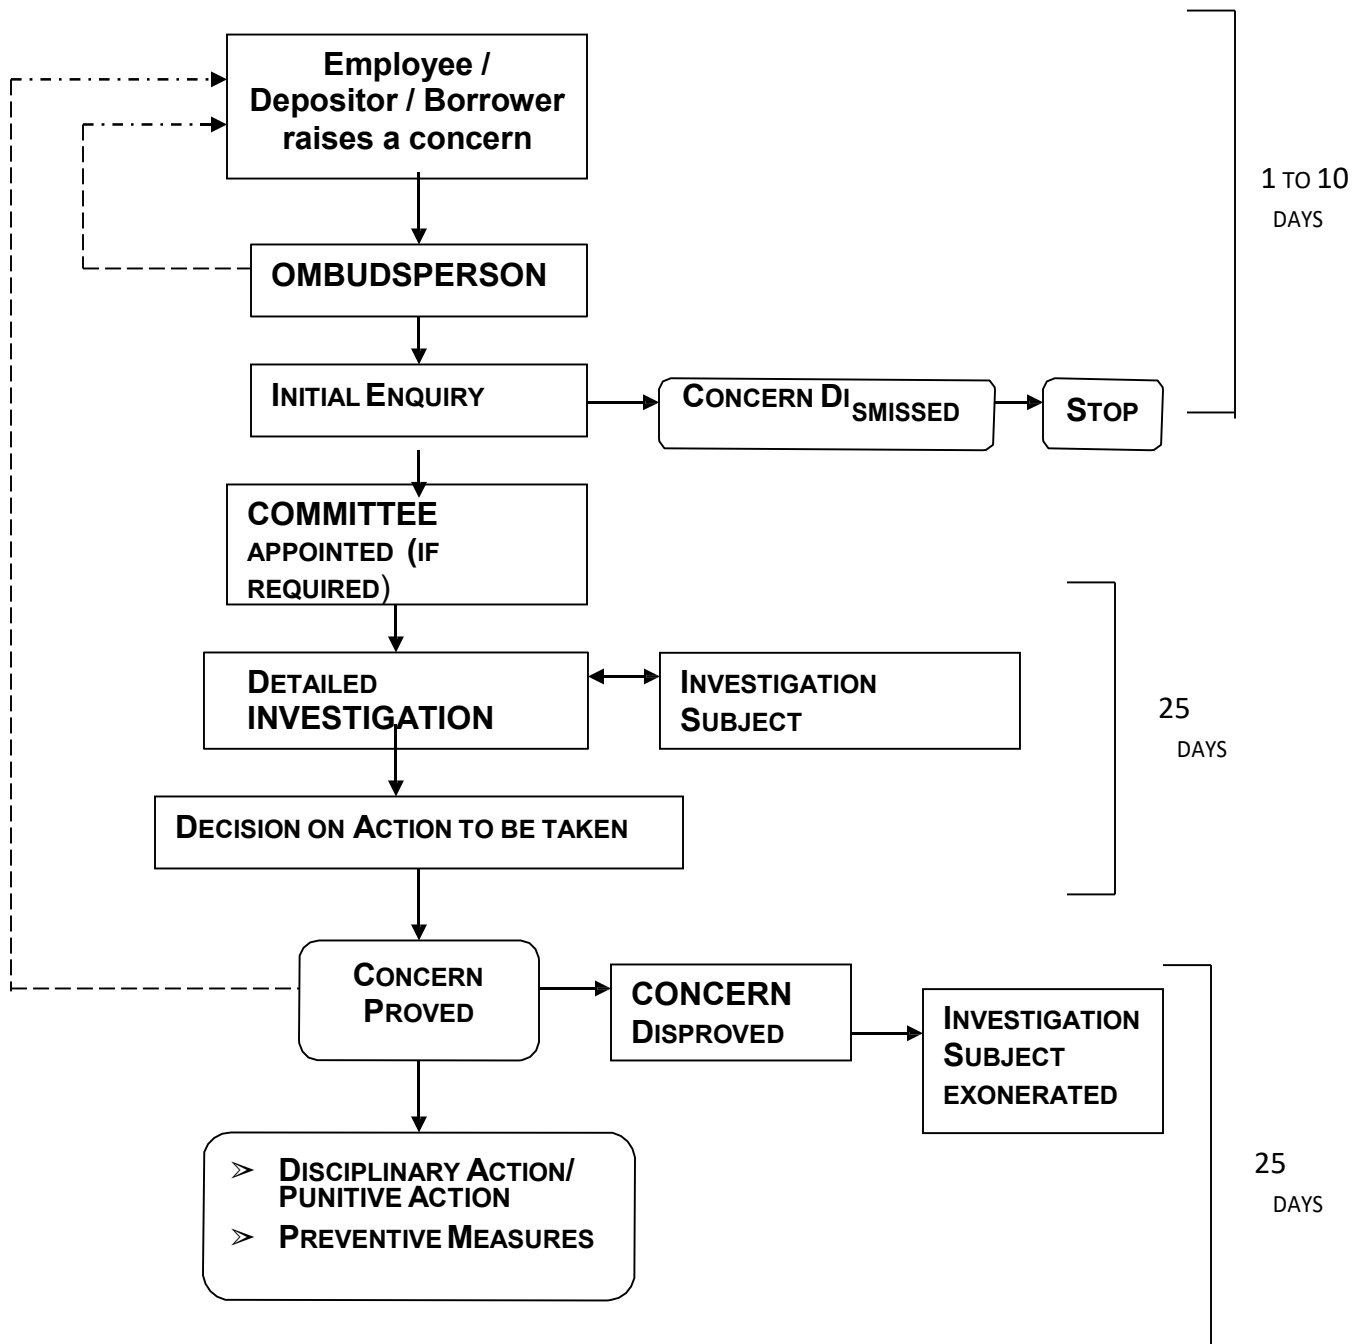 Employee /
Depositor / Borrower
raises a concern
1 TO 10
DAYS
OMBUDSPERSON
INITIAL ENQUIRY
CONCERN DISMISSED
STOP
COMMITTEE
APPOINTED (IF
REQUIRED)
DETAILED
INVESTIGATION
INVESTIGATION
SUBJECT
25
DAYS
DECISION ON ACTION TO BE TAKEN
CONCERN
PROVED
CONCERN
DISPROVED
INVESTIGATION
SUBJECT
EXONERATED
➢ DISCIPLINARY ACTION/
PUNITIVE ACTION
➢ PREVENTIVE MEASURES
25
DAYS